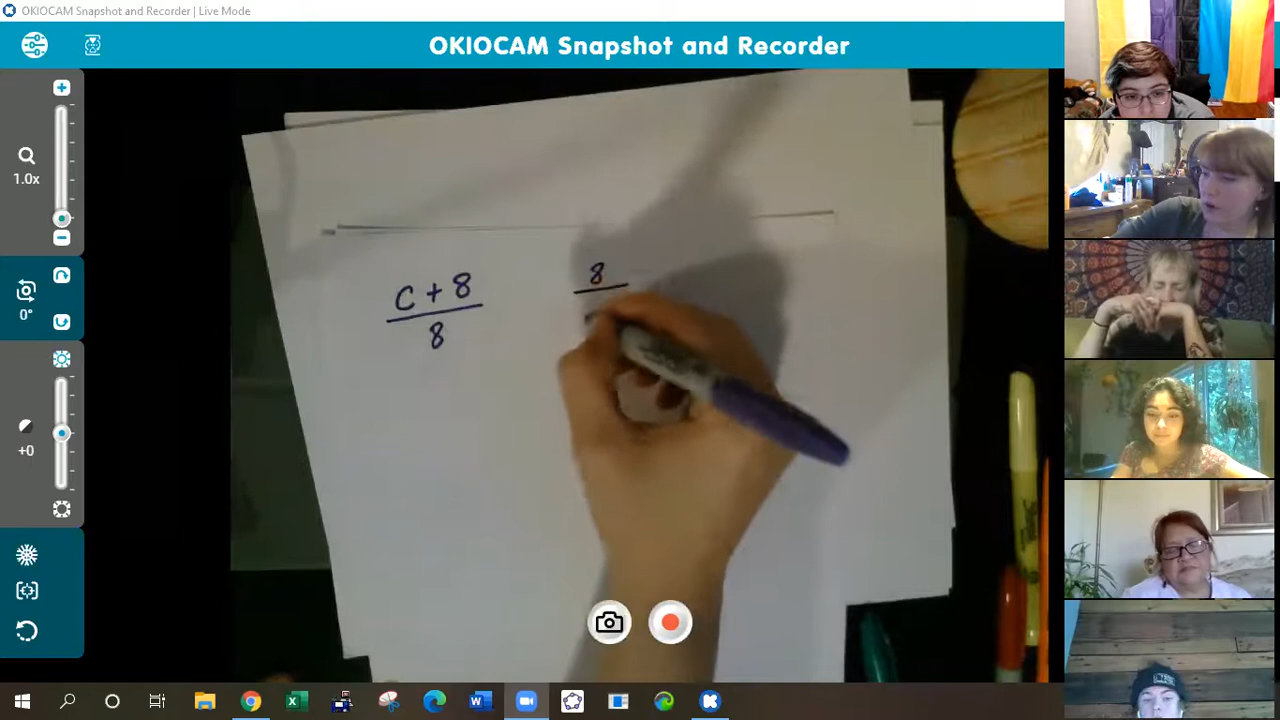 OKIOCAM Snapshot and Recorder | Live Mode
OKIOCAM Snapshot and Recorder
1.0x
0°
+0
C + 8
8
8